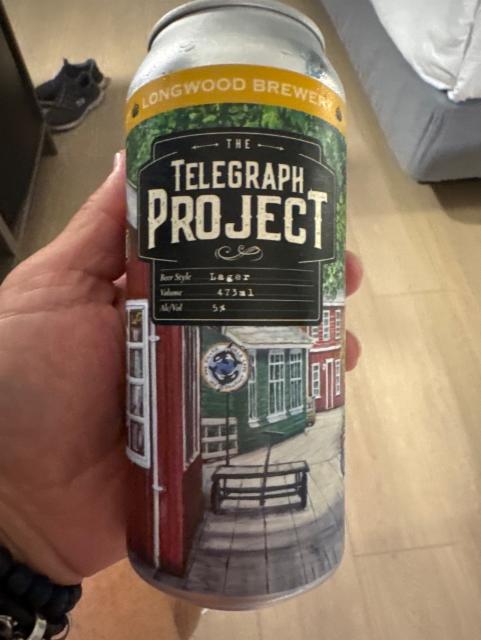 LONGWOOD BREWERY
THE
TELEGRAPH
PROJECT
Beer Style Lager
Volume 473ml
Alc/Vol 5%